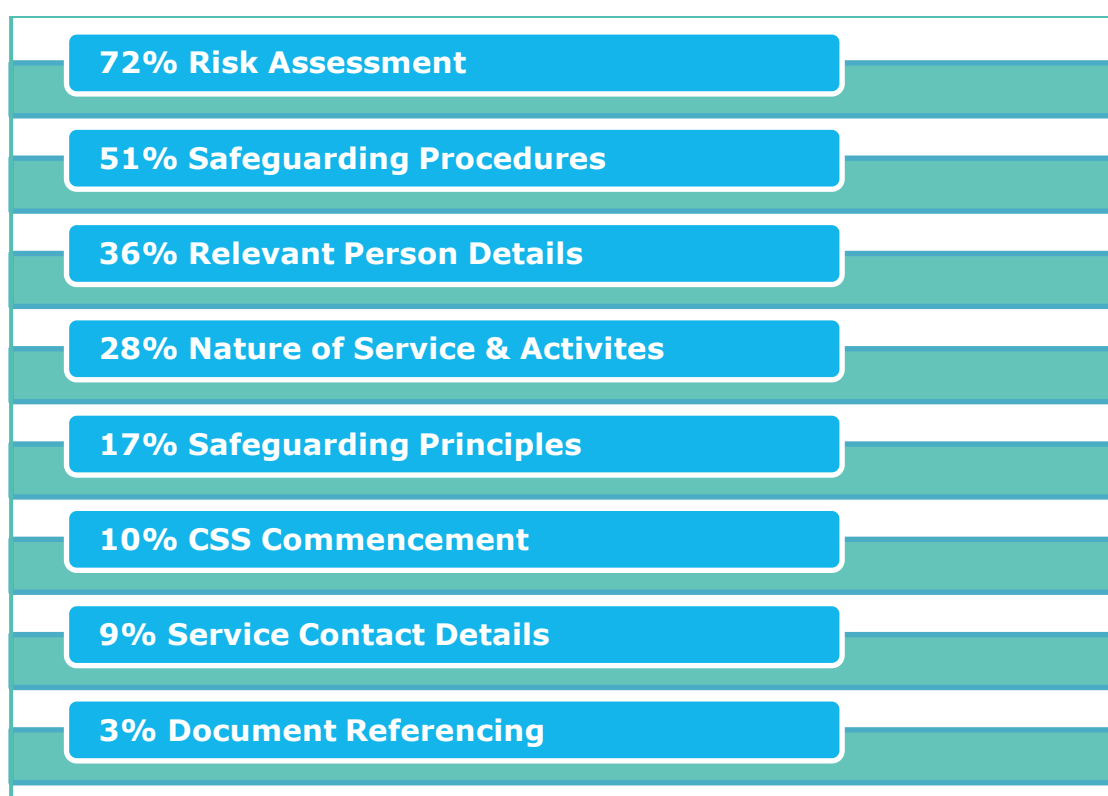 72% Risk Assessment
51% Safeguarding Procedures
36% Relevant Person Details
28% Nature of Service & Activites
17% Safeguarding Principles
10% CSS Commencement
9% Service Contact Details
3% Document Referencing